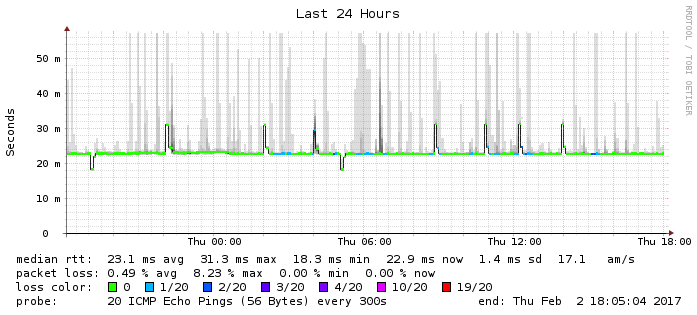 Last 24 Hours
RRDTOOL / TOBI OETIKER
Seconds
50 m
40 m
30 m
20 m
10 m
0
Thu 00:00 Thu 06:00 Thu 12:00 Thu 18:00
median rtt: 23.1 ms avg 31.3 ms max 18.3 ms min 22.9 ms now 1.4 ms sd 17.1 am/s
packet loss: 0.49 % avg 8.23 % max 0.00 % min 0.00 % now
loss color: 0 1/20 2/20 3/20 4/20 10/20 19/20
probe: 20 ICMP Echo Pings (56 Bytes) every 300s end: Thu Feb 2 18:05:04 2017